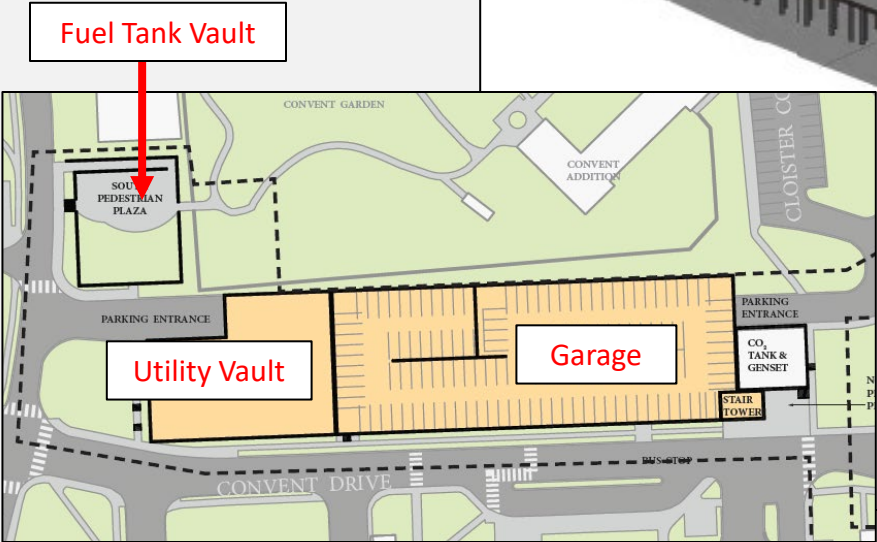 Fuel Tank Vault
CONVENT GARDEN
CONVENT
ADDITION
CLOISTER CO
PEDESTRIAN
PLAZA
PARKING ENTRANCE
Utility Vault
Garage
PARKING
ENTRANCE
CO₂
TANK &
GENSET
STAIR
TOWER
BUS STOP
CONVENT DRIVE